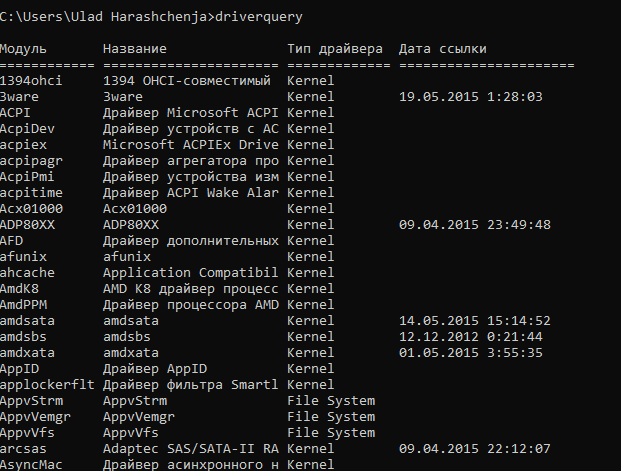 C:\Users\Ulad Harashchenja>driverquery
Модуль Название Тип драйвера Дата ссылки
============ ====================== ============= ======================
1394ohci 1394 OHCI-совместимый Kernel
3ware 3ware Kernel 19.05.2015 1:28:03
ACPI Драйвер Microsoft ACPI Kernel
AcpiDev Драйвер устройств с AC Kernel
acpiex Microsoft ACPIEx Drive Kernel
acpipagr Драйвер агрегатора про Kernel
AcpiPmi Драйвер устройства изм Kernel
acpitime Драйвер ACPI Wake Alar Kernel
Acx01000 Acx01000 Kernel
ADP80XX ADP80XX Kernel 09.04.2015 23:49:48
AFD Драйвер дополнительных Kernel
afunix afunix Kernel
ahcache Application Compatibil Kernel
AmdK8 AMD K8 драйвер процесс Kernel
AmdPPM Драйвер процессора AMD Kernel
amdsata amdsata Kernel 14.05.2015 15:14:52
amdsbs amdsbs Kernel 12.12.2012 0:21:44
amdxata amdxata Kernel 01.05.2015 3:55:35
AppID Драйвер AppID Kernel
applockerflt Драйвер фильтра Smartl Kernel
AppvStrm AppvStrm File System
AppvVemgr AppvVemgr File System
AppvVfs AppvVfs File System
arcsas Adaptec SAS/SATA-II RA Kernel 09.04.2015 22:12:07
AsyncMac Драйвер асинхронного н Kernel